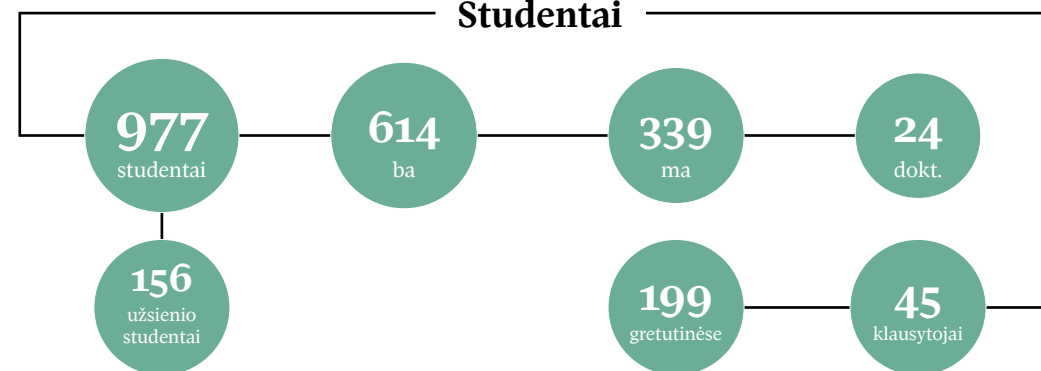 Studentai
977
studentai
614
ba
339
ma
24
dokt.
156
užsienio
studentai
199
gretutinėse
45
klausytojai